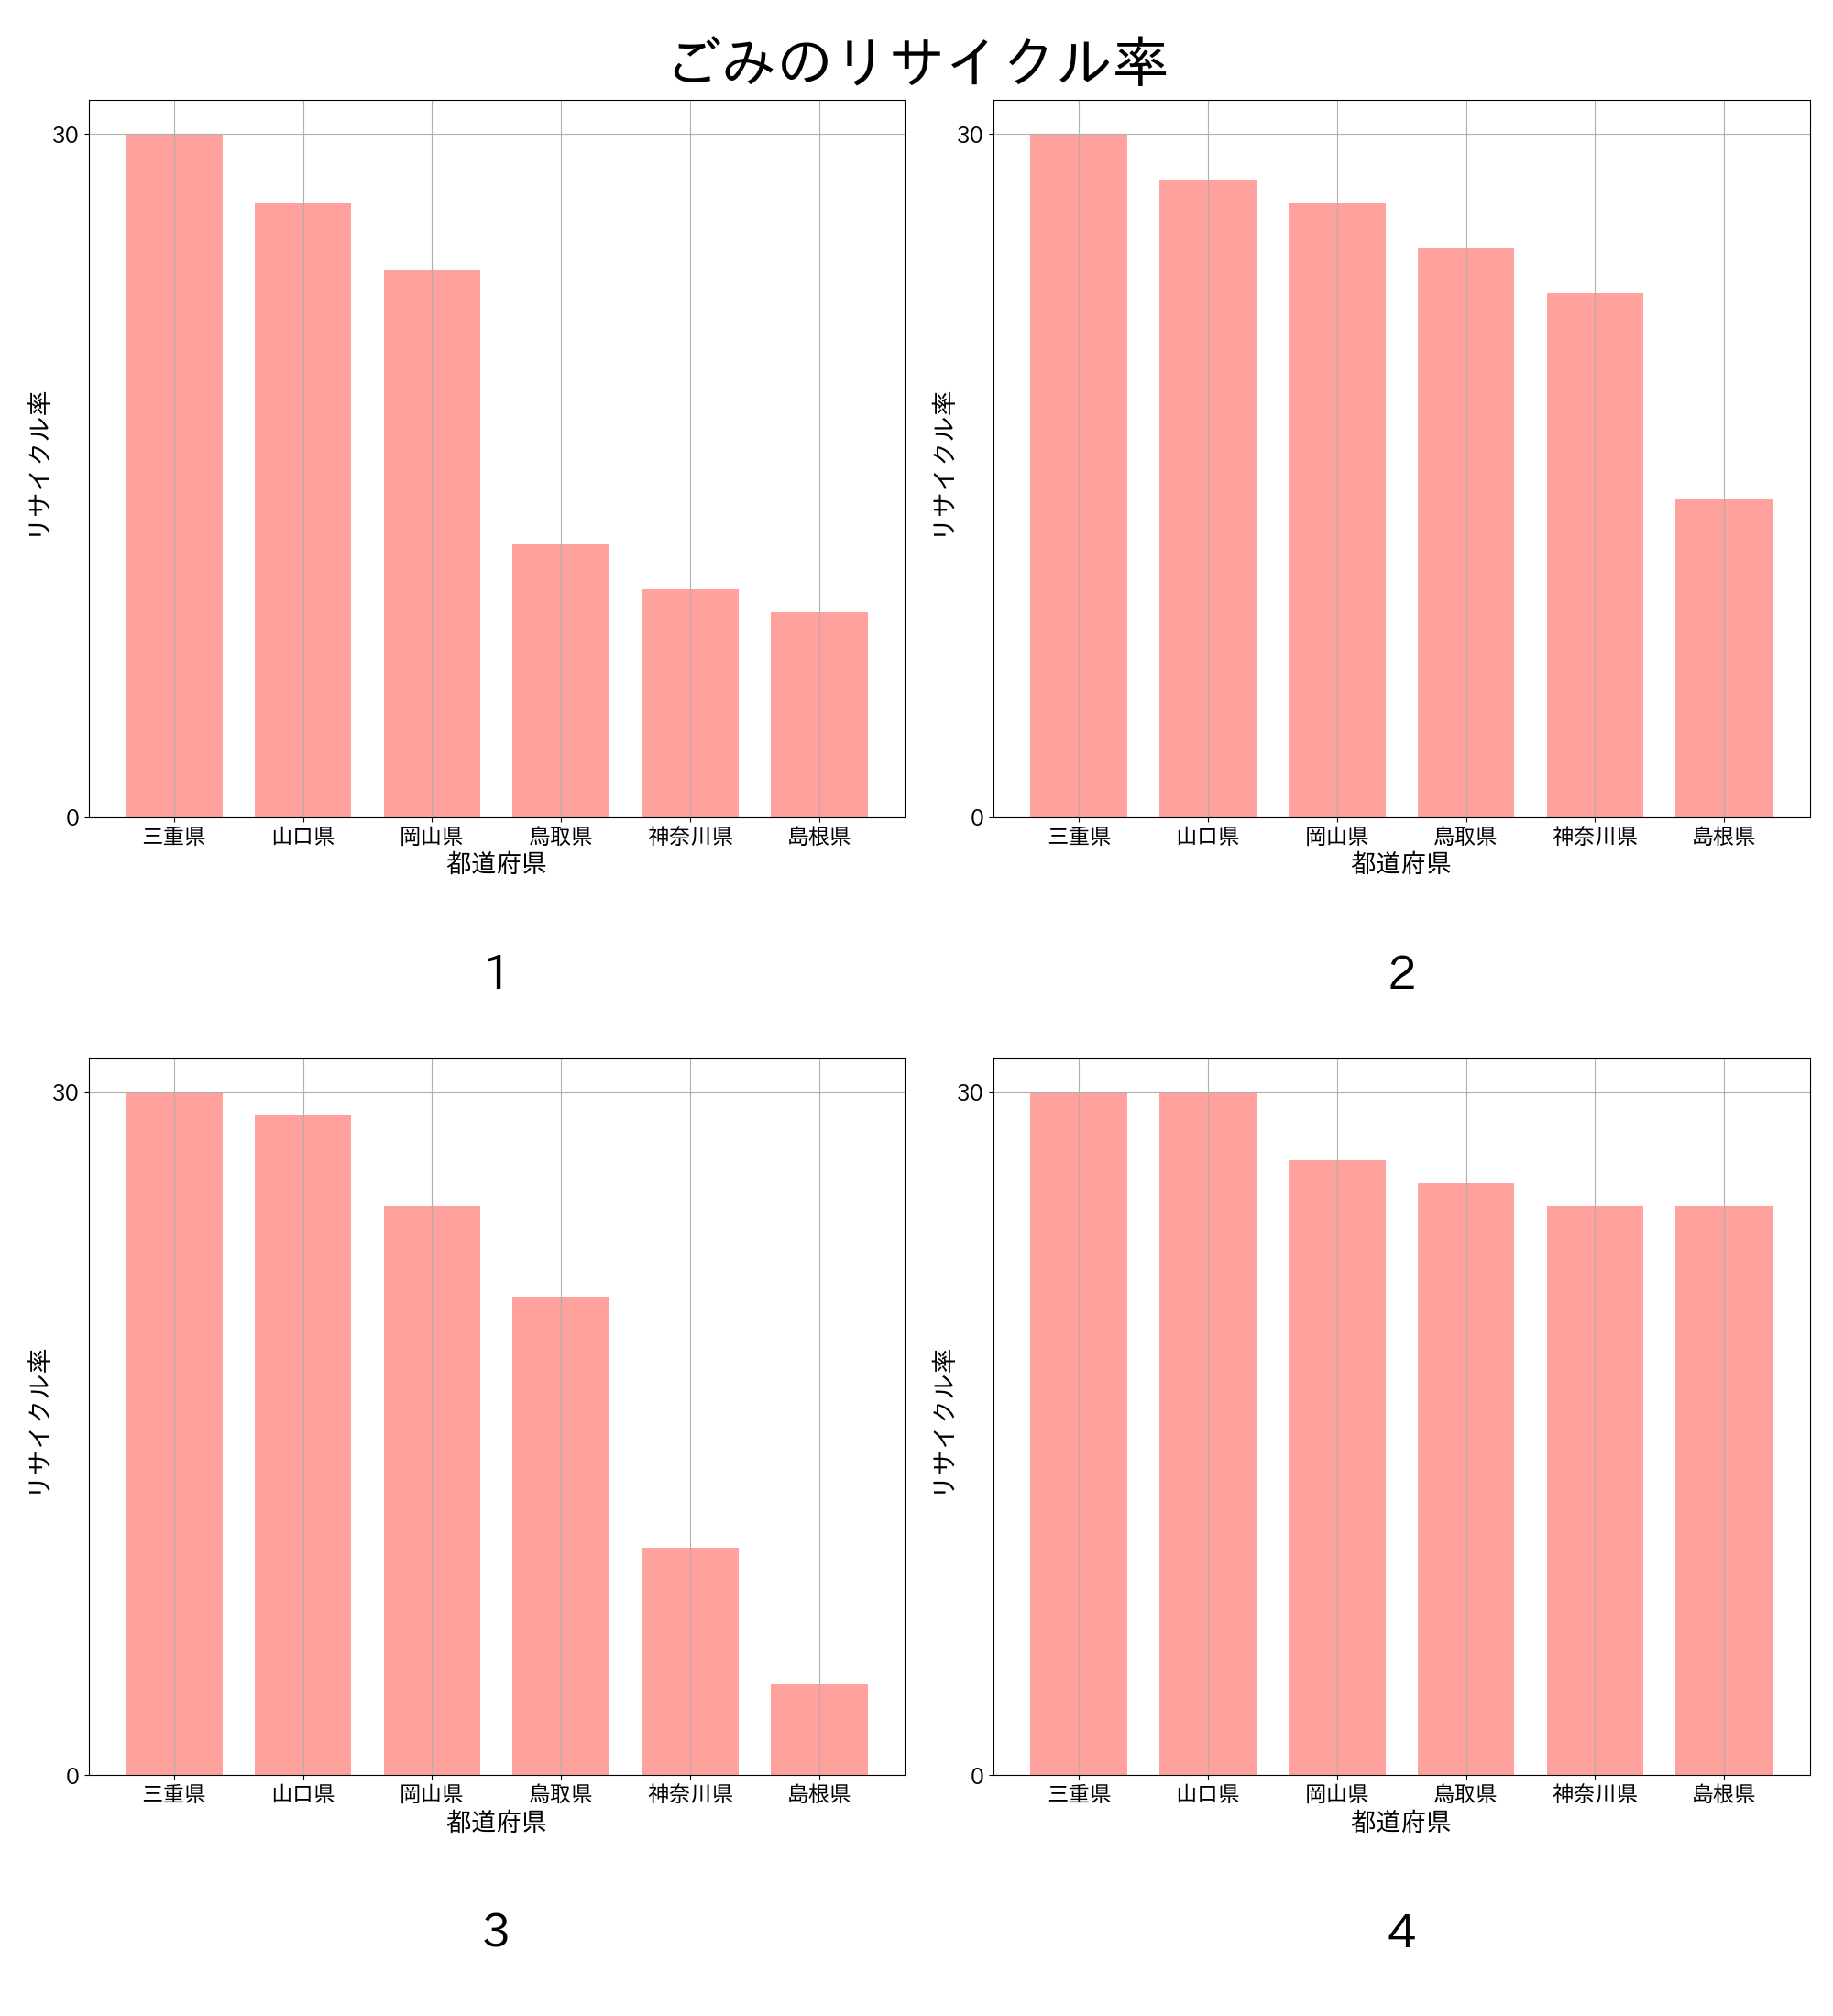 ごみのリサイクル率
30
0
リサイクル率
三重県 山口県 岡山県 鳥取県 神奈川県 島根県
都道府県
1
30
0
リサイクル率
三重県 山口県 岡山県 鳥取県 神奈川県 島根県
都道府県
2
30
0
リサイクル率
三重県 山口県 岡山県 鳥取県 神奈川県 島根県
都道府県
3
30
0
リサイクル率
三重県 山口県 岡山県 鳥取県 神奈川県 島根県
都道府県
4